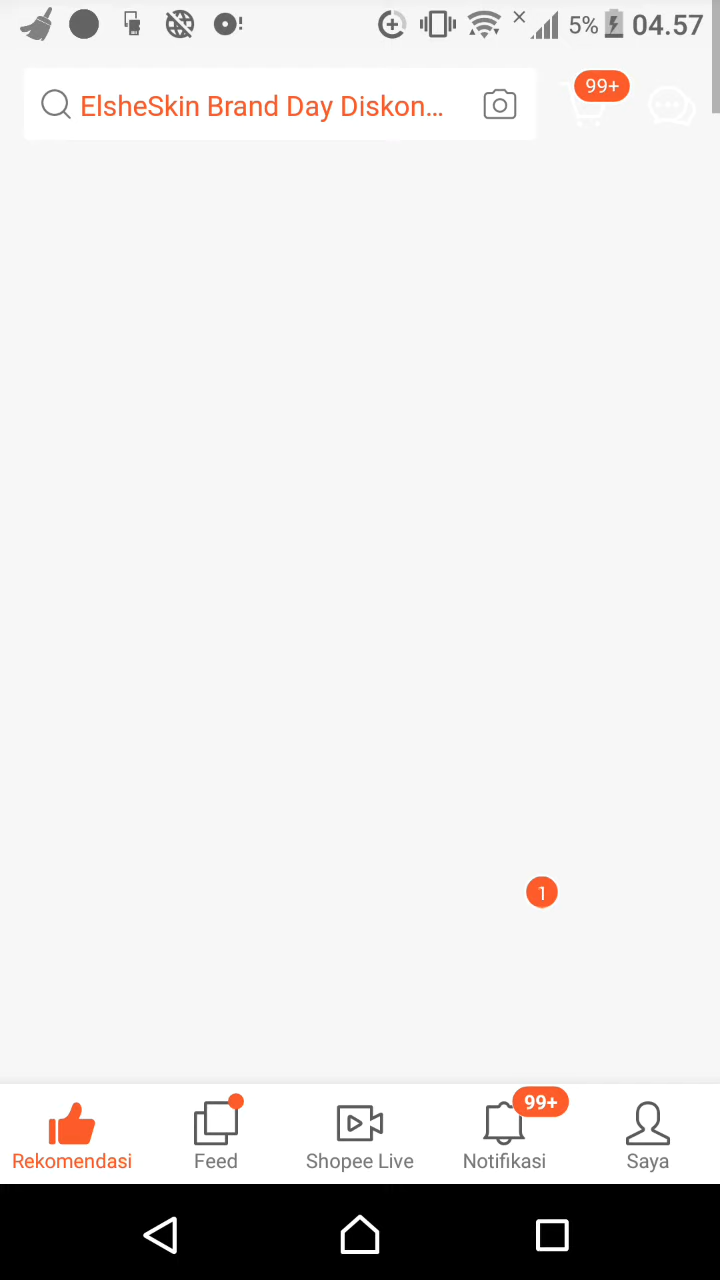 5% 04.57
ElsheSkin Brand Day Diskon...
99+
1
99+
Rekomendasi
Feed
Shopee Live
Notifikasi
Saya